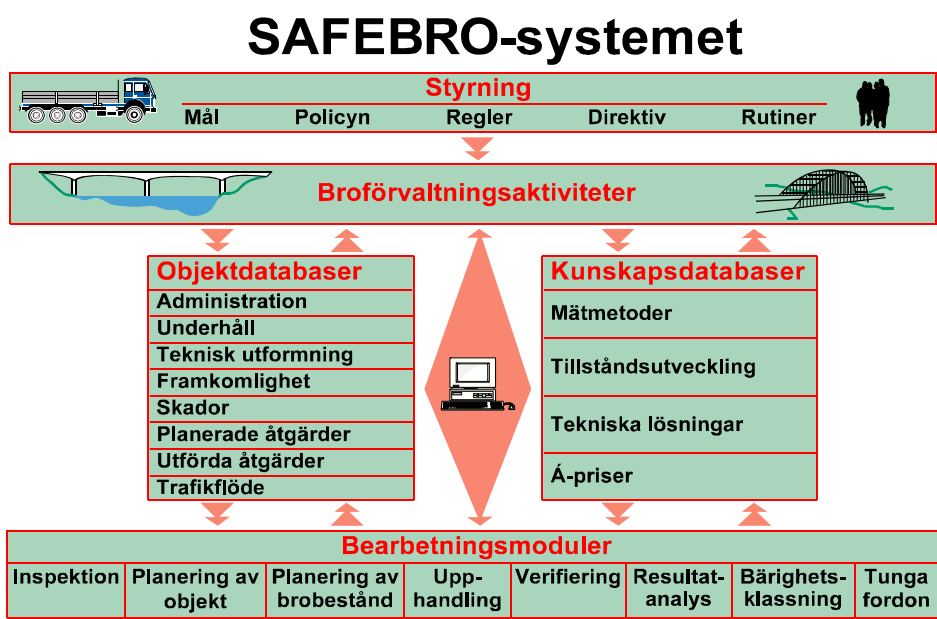 SAFEBRO-systemet
Styrning
Mål Policyn Regler Direktiv Rutiner
Broförvaltningsaktiviteter
Objektdatabaser
Administration
Underhåll
Teknisk utformning
Framkomlighet
Skador
Planerade åtgärder
Utförda åtgärder
Trafikflöde
Kunskapsdatabaser
Mätmetoder
Tillståndsutveckling
Tekniska lösningar
Á-priser
Bearbetningsmoduler
Inspektion
Planering av
objekt
Planering av
brobestånd
Upp-
handling
Verifiering
Resultat-
analys
Bärighets-
klassning
Tunga
fordon